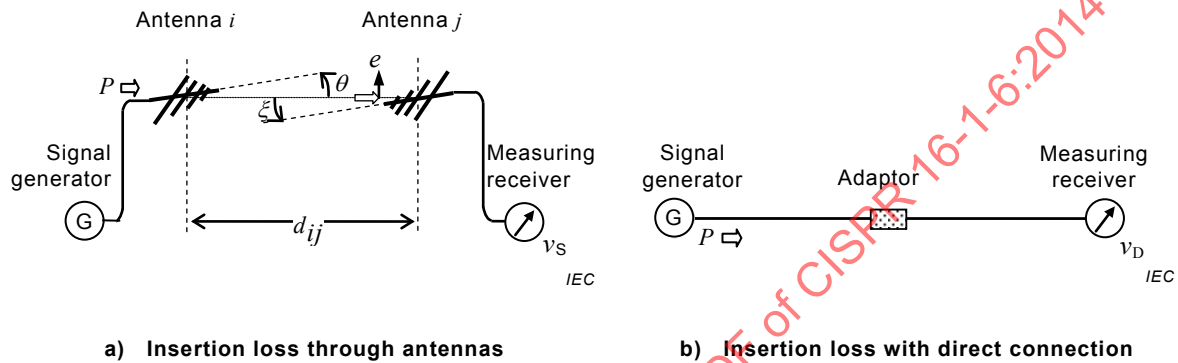 Antenna i
Antenna j
P
θ
e
ξ
Signal
generator
G
Measuring
receiver
d_ij
v_S
IEC
a) Insertion loss through antennas
Signal
generator
Adaptor
Measuring
receiver
G
P
v_D
IEC
b) Insertion loss with direct connection
PDF of CISPR 16-1-6:2014